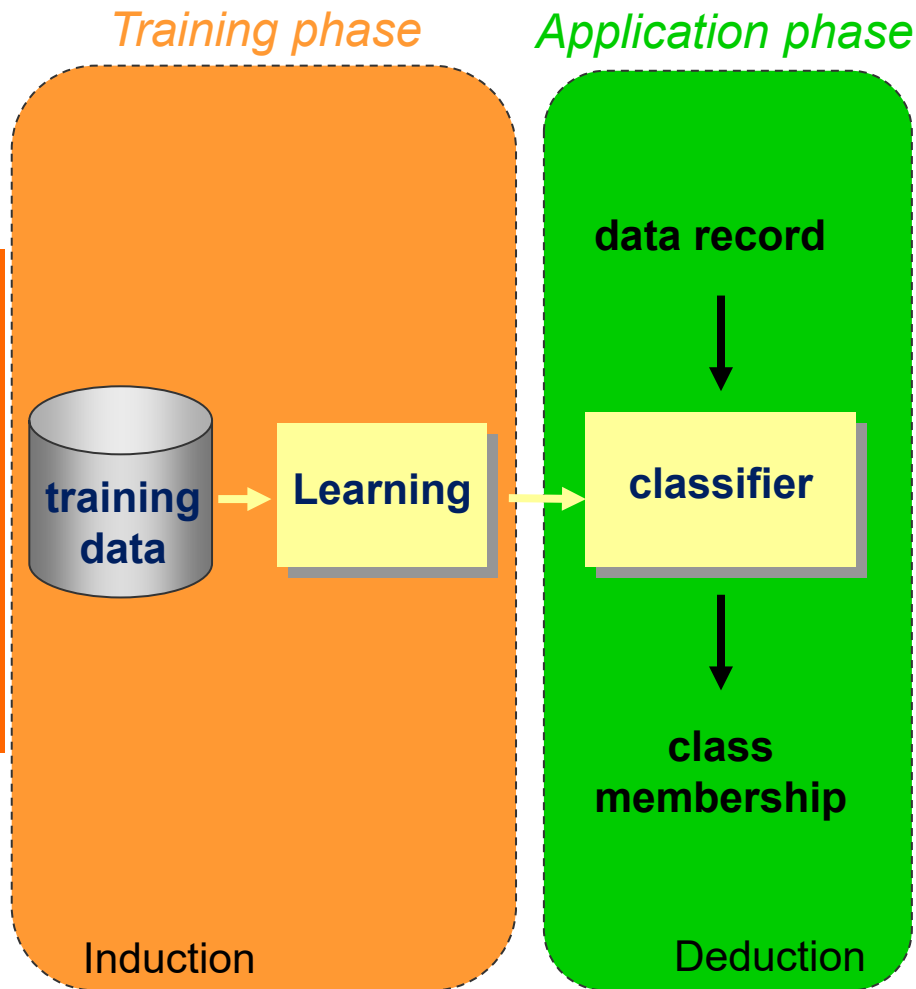 Training phase
Application phase
data record
training
data
Learning
classifier
class
membership
Induction
Deduction